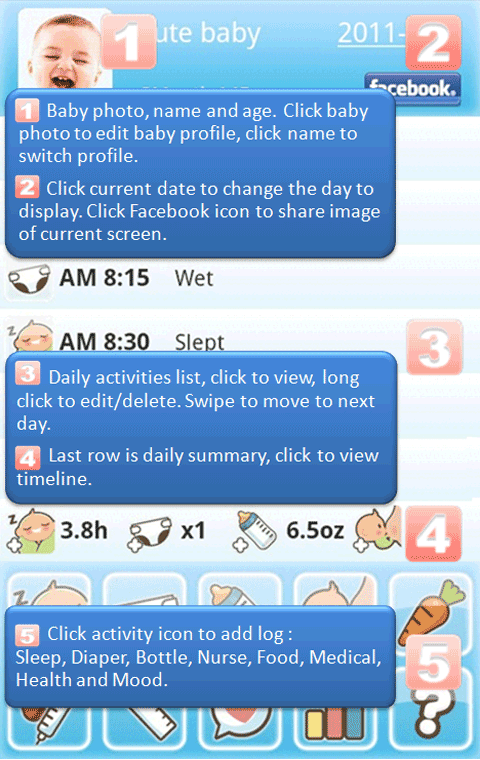 1 ute baby 2011- 2
facebook.
1 Baby photo, name and age. Click baby
photo to edit baby profile, click name to
switch profile.
2 Click current date to change the day to
display. Click Facebook icon to share image
of current screen.
AM 8:15 Wet
AM 8:30 Slept
3
3 Daily activities list, click to view, long
click to edit/delete. Swipe to move to next
day.
4 Last row is daily summary, click to view
timeline.
3.8h x1 6.5oz 4
5 Click activity icon to add log :
Sleep, Diaper, Bottle, Nurse, Food, Medical,
Health and Mood.
5
?